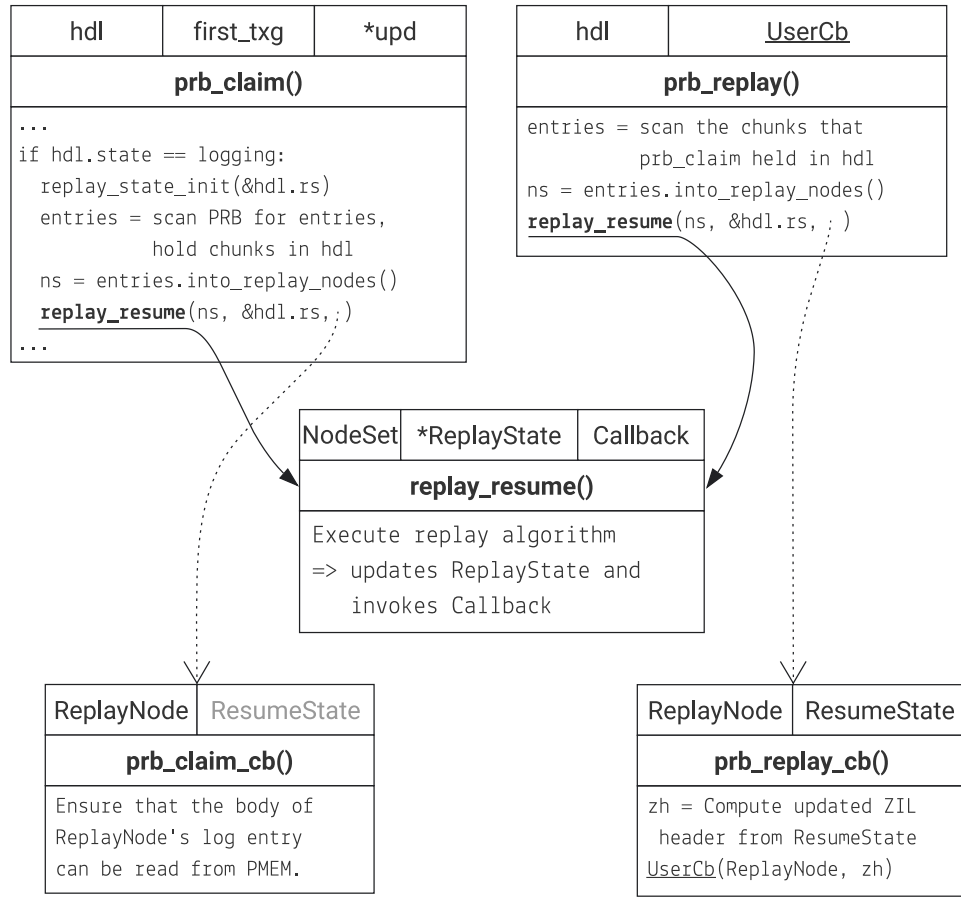 hdl first_txg *upd
prb_claim()
...
if hdl.state == logging:
replay_state_init(&hdl.rs)
entries = scan PRB for entries,
hold chunks in hdl
ns = entries.into_replay_nodes()
replay_resume(ns, &hdl.rs, )
...
hdl UserCb
prb_replay()
entries = scan the chunks that
prb_claim held in hdl
ns = entries.into_replay_nodes()
replay_resume(ns, &hdl.rs, )
NodeSet *ReplayState Callback
replay_resume()
Execute replay algorithm
=> updates ReplayState and
invokes Callback
ReplayNode ResumeState
prb_claim_cb()
Ensure that the body of
ReplayNode's log entry
can be read from PMEM.
ReplayNode ResumeState
prb_replay_cb()
zh = Compute updated ZIL
header from ResumeState
UserCb(ReplayNode, zh)